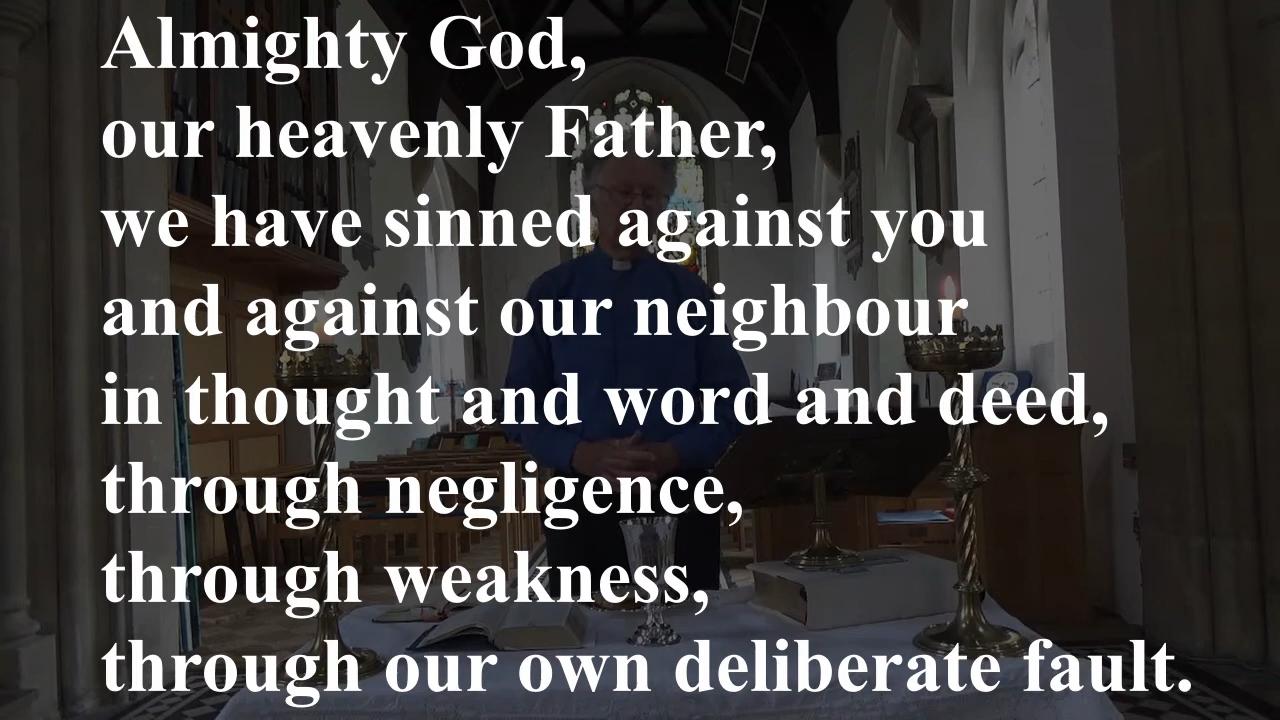 Almighty God,
our heavenly Father,
we have sinned against you
and against our neighbour
in thought and word and deed,
through negligence,
through weakness,
through our own deliberate fault.